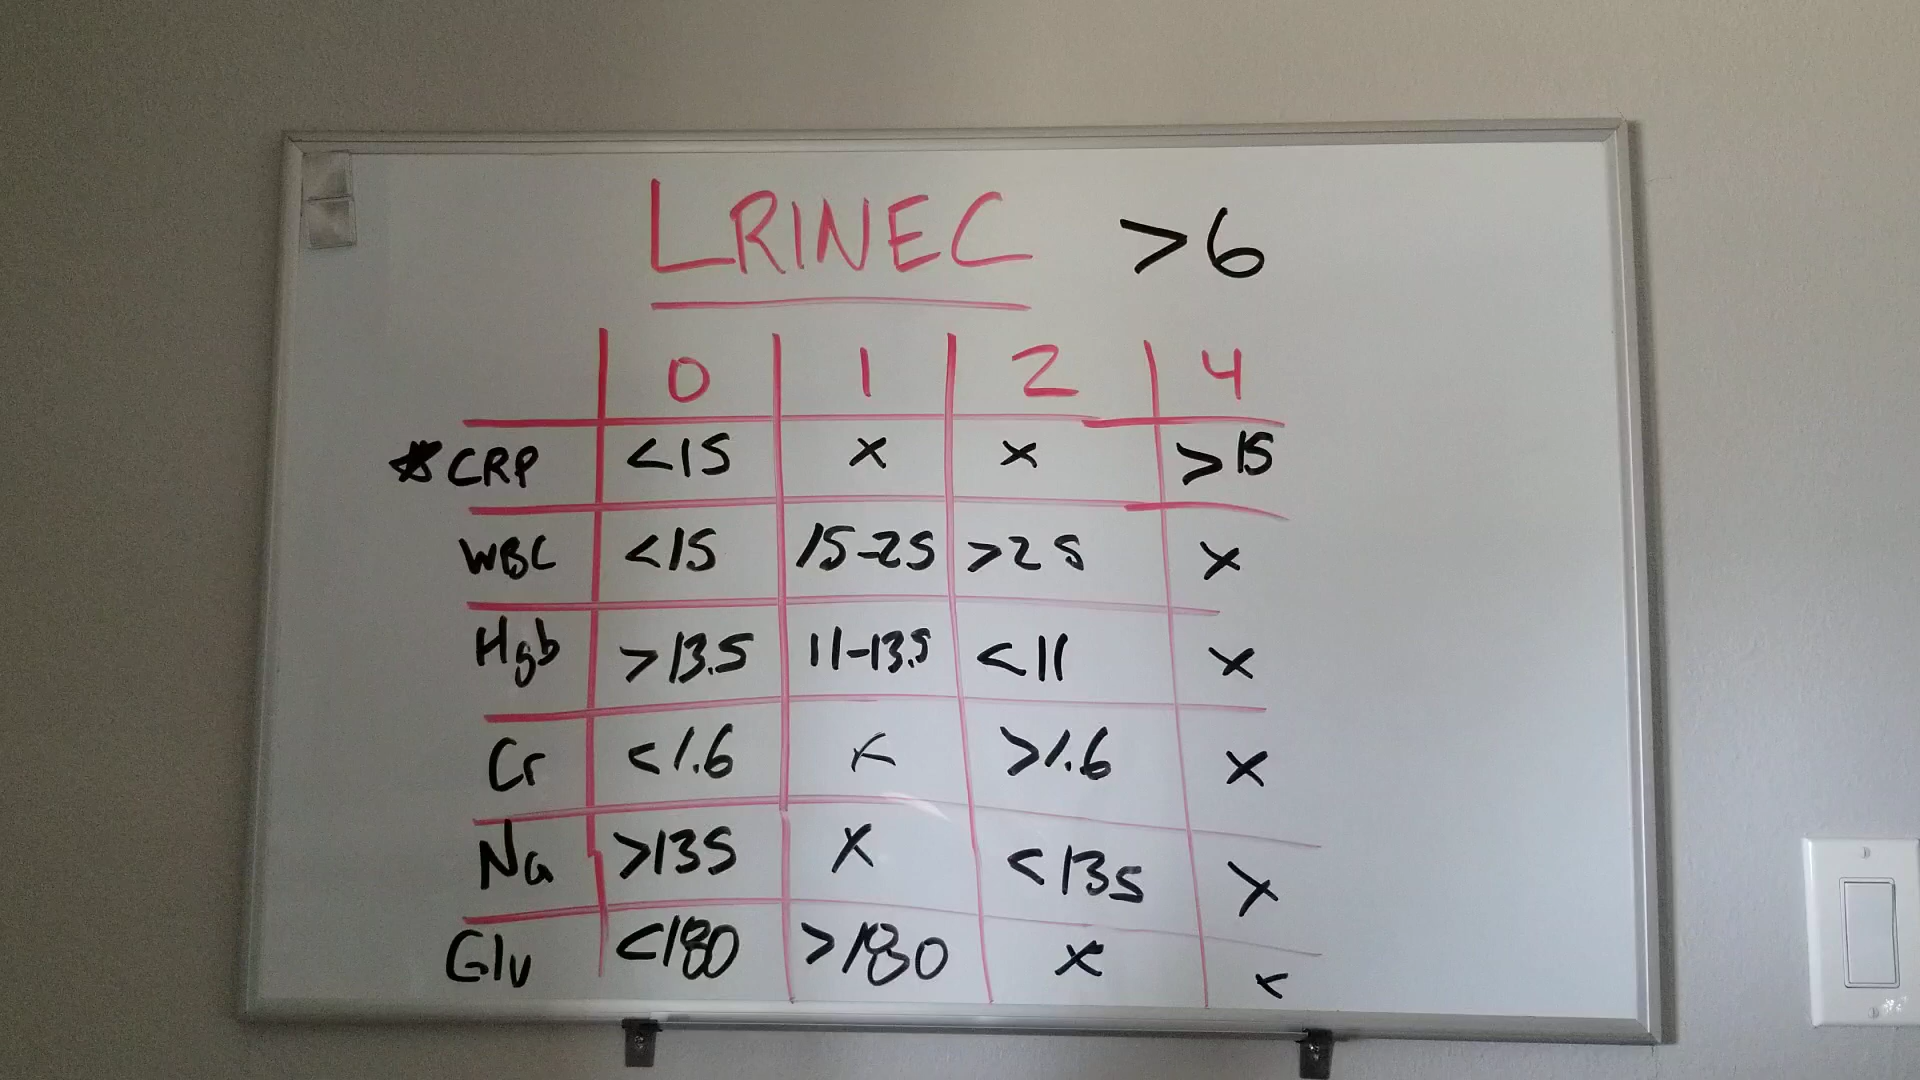 LRINEC >6
0 1 2 4
*CRP <15 x x >15
WBC <15 15-25 >25 x
Hgb >13.5 11-13.5 <11 x
Cr <1.6 x >1.6 x
Na >135 x <135 x
Glu <180 >180 x x